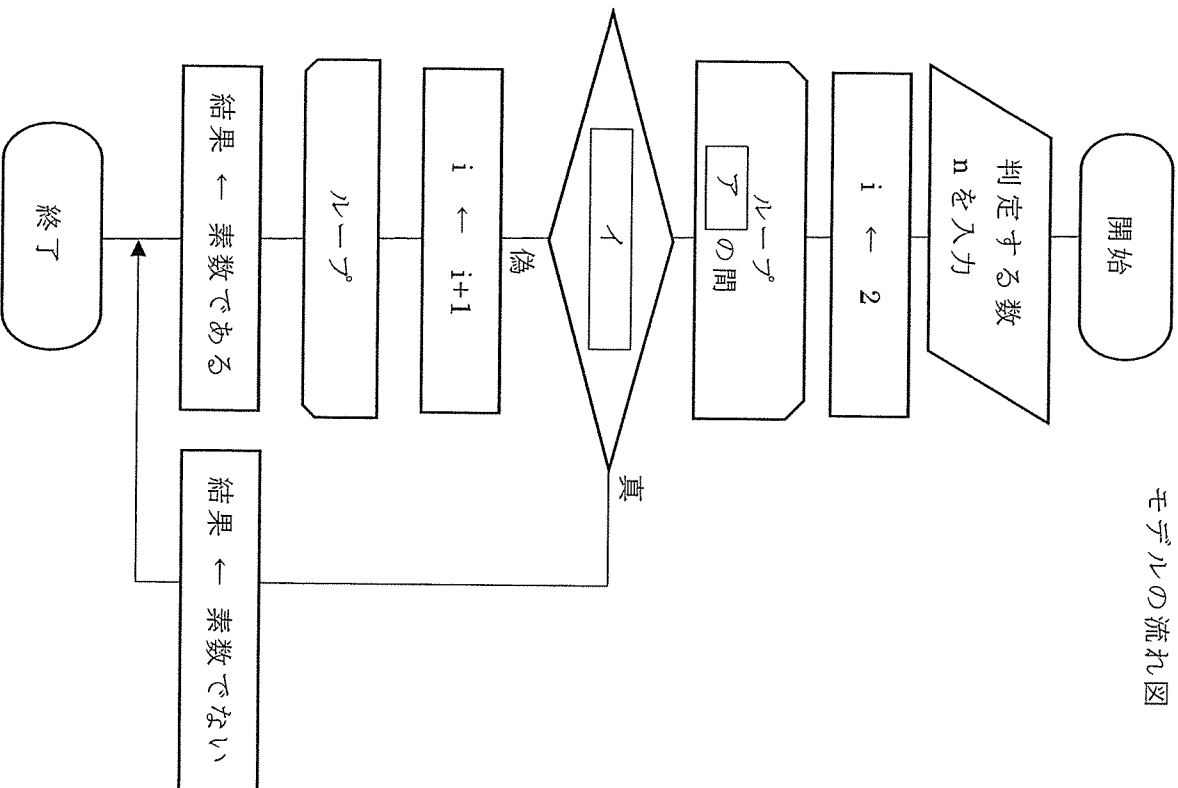 モデルの流れ図
開始
判定する数
nを入力
i ← 2
ループ
ア の間
イ
真
偽
i ← i+1
ループ
結果 ← 素数である
結果 ← 素数でない
終了